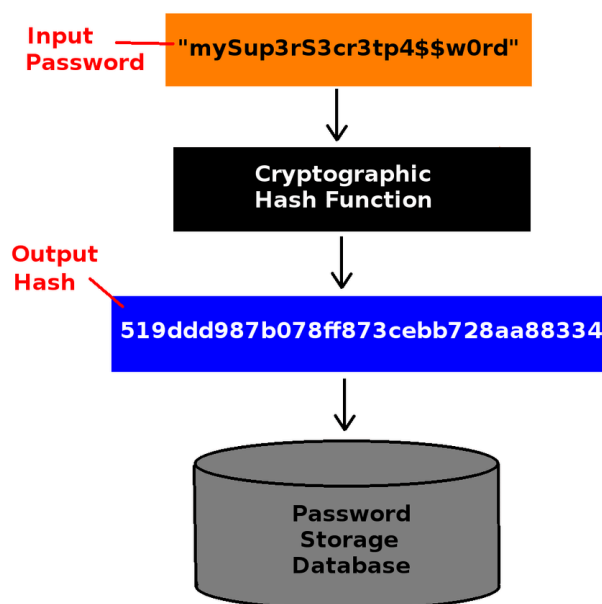 Input
Password
"mySup3rS3cr3tp4$$w0rd"
Cryptographic
Hash Function
Output
Hash
519ddd987b078ff873cebb728aa88334
Password
Storage
Database